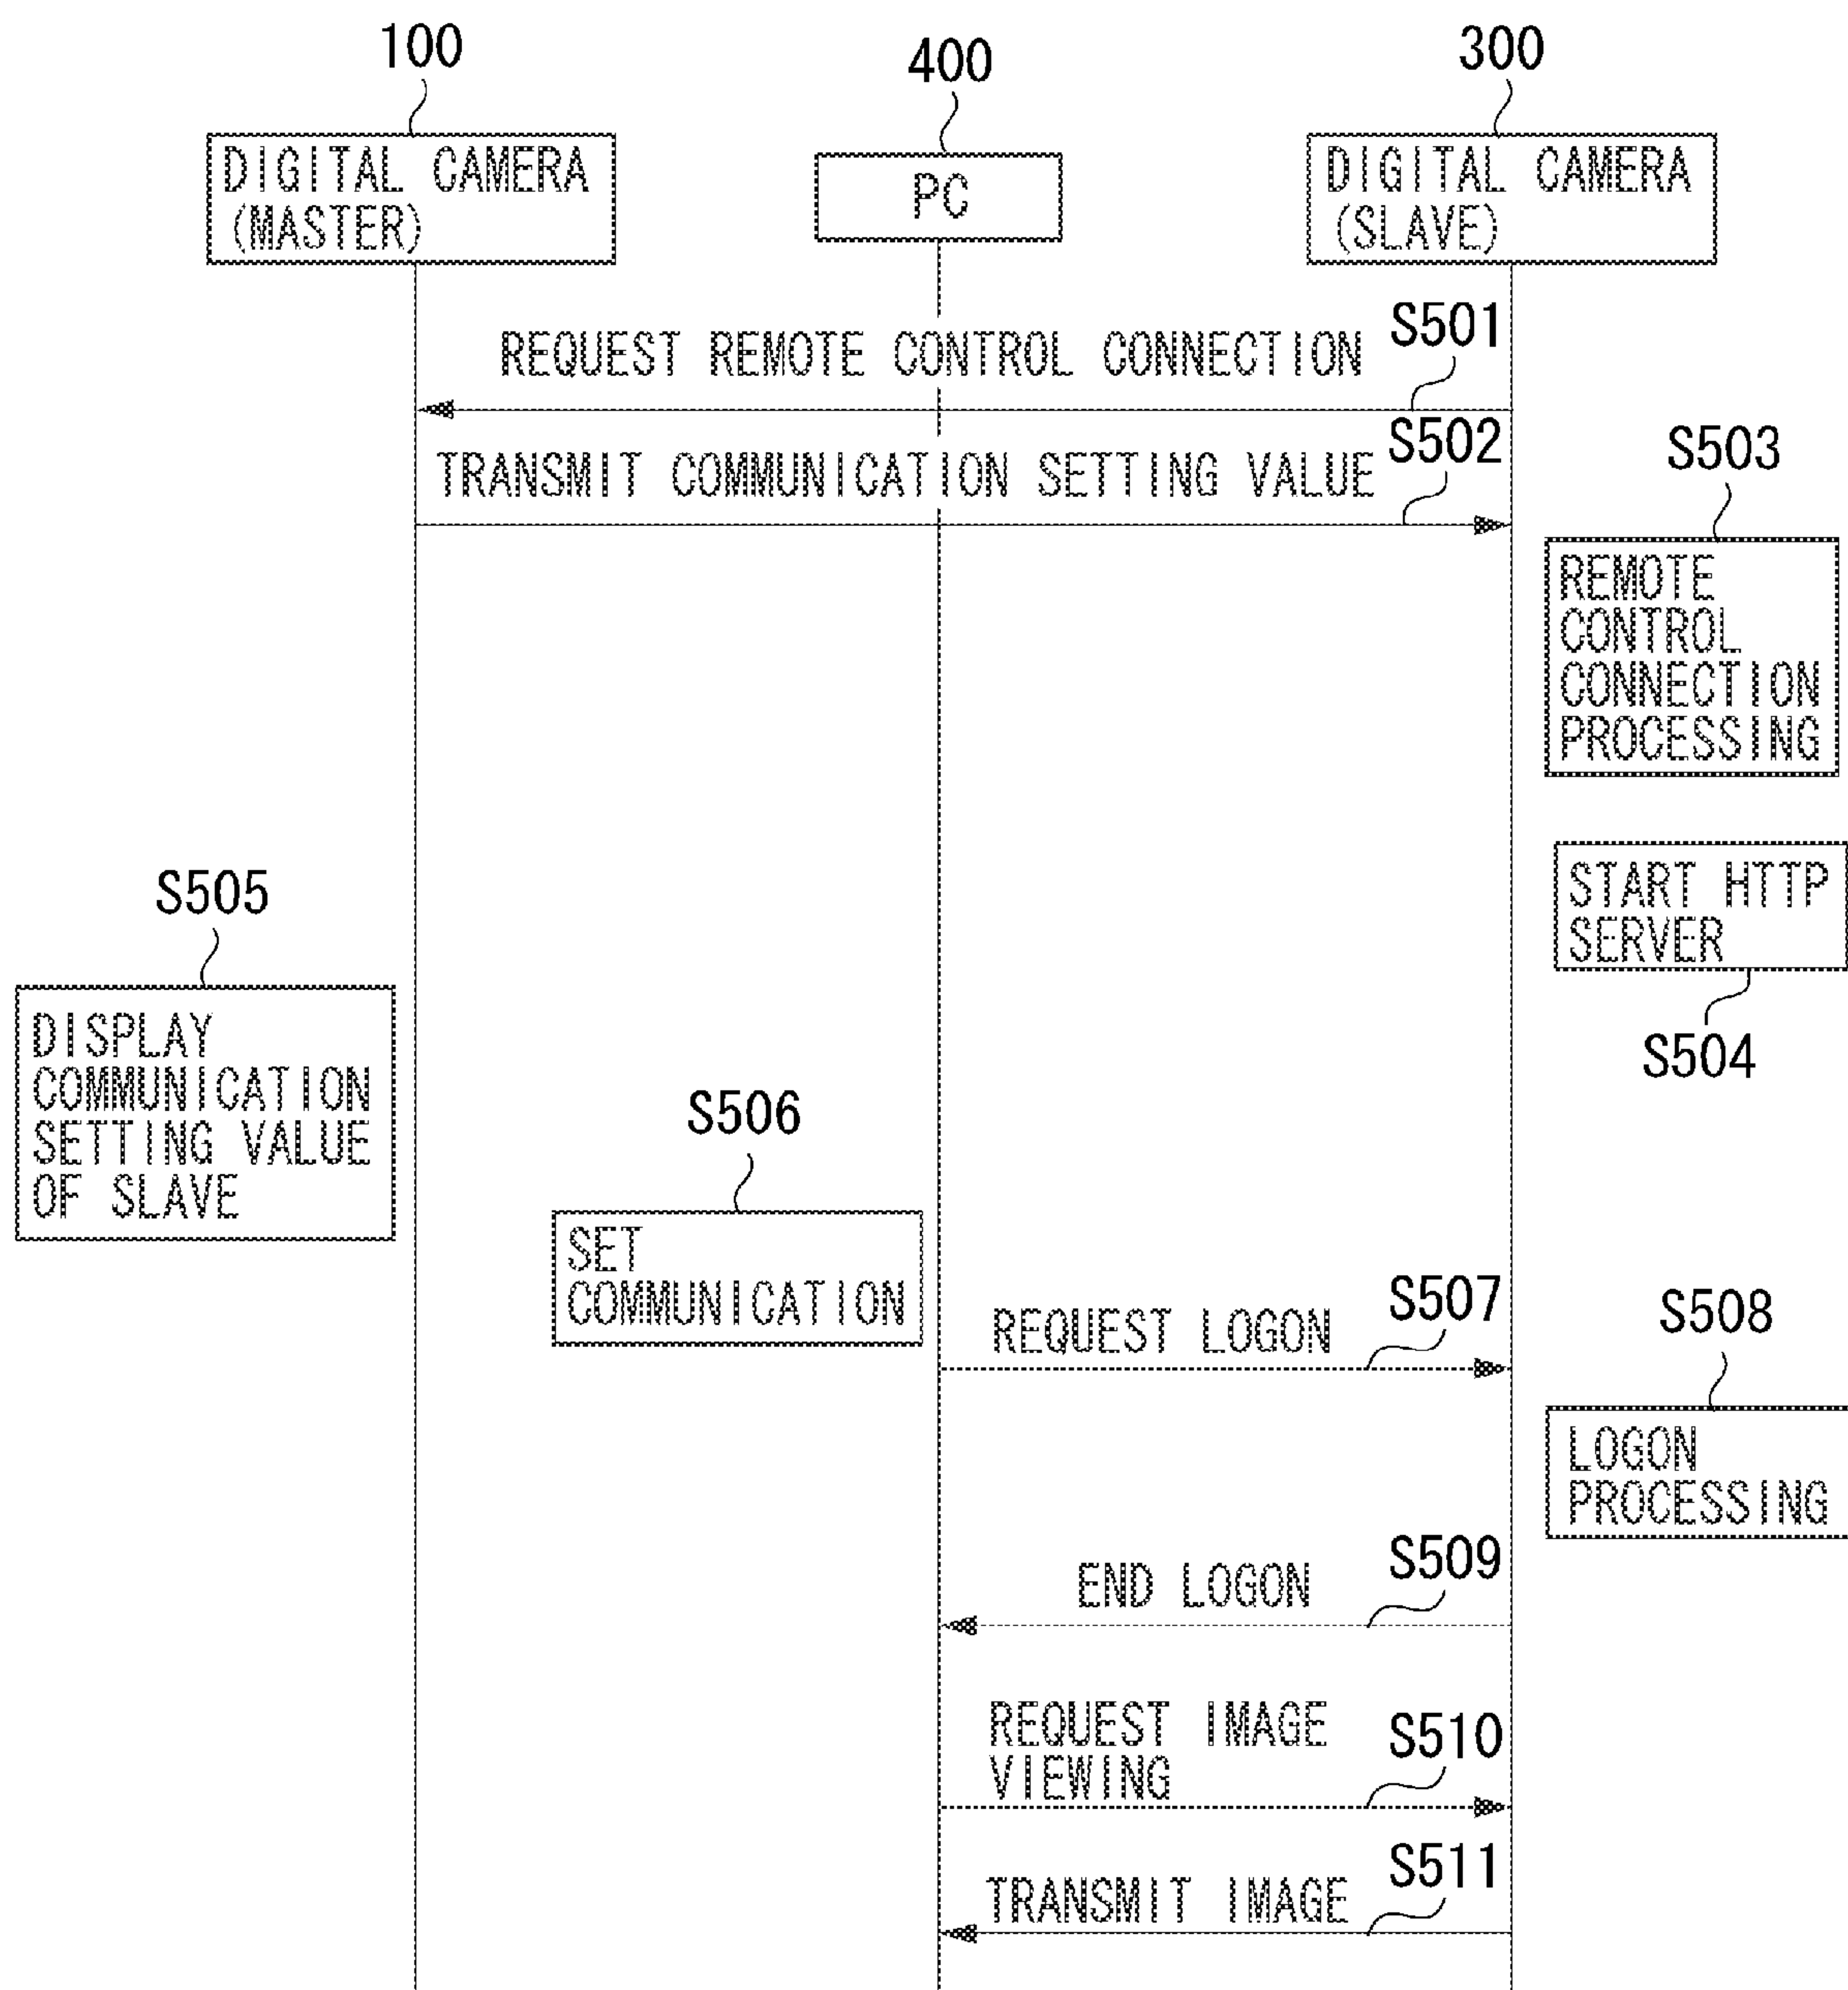 100
400
300
DIGITAL CAMERA
(MASTER)
PC
DIGITAL CAMERA
(SLAVE)
S501
REQUEST REMOTE CONTROL CONNECTION
S502
TRANSMIT COMMUNICATION SETTING VALUE
S503
REMOTE
CONTROL
CONNECTION
PROCESSING
START HTTP
SERVER
S504
S505
DISPLAY
COMMUNICATION
SETTING VALUE
OF SLAVE
S506
SET
COMMUNICATION
S507
REQUEST LOGON
S508
LOGON
PROCESSING
S509
END LOGON
REQUEST IMAGE
VIEWING
S510
S511
TRANSMIT IMAGE